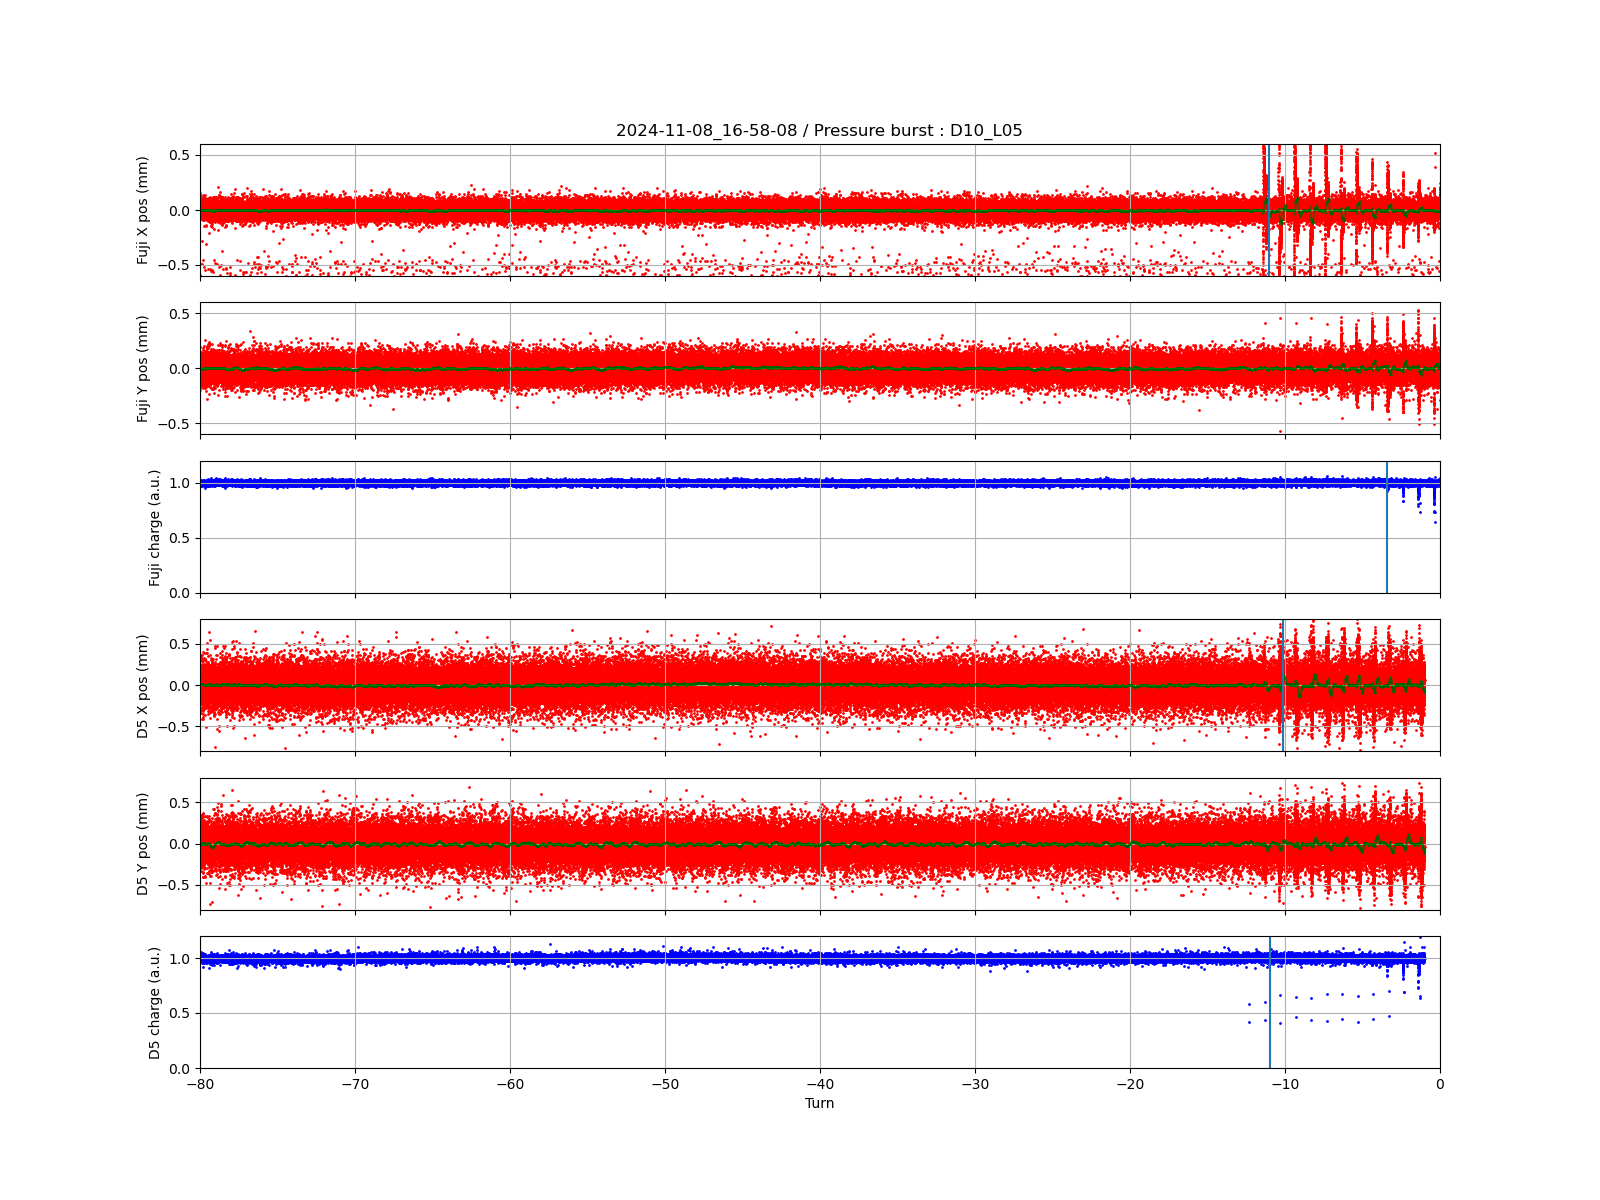 2024-11-08_16-58-08 / Pressure burst : D10_L05
Fuji X pos (mm)
0.5
0.0
−0.5
Fuji Y pos (mm)
0.5
0.0
−0.5
Fuji charge (a.u.)
1.0
0.5
0.0
D5 X pos (mm)
0.5
0.0
−0.5
D5 Y pos (mm)
0.5
0.0
−0.5
D5 charge (a.u.)
1.0
0.5
0.0
−80 −70 −60 −50 −40 −30 −20 −10 0
Turn